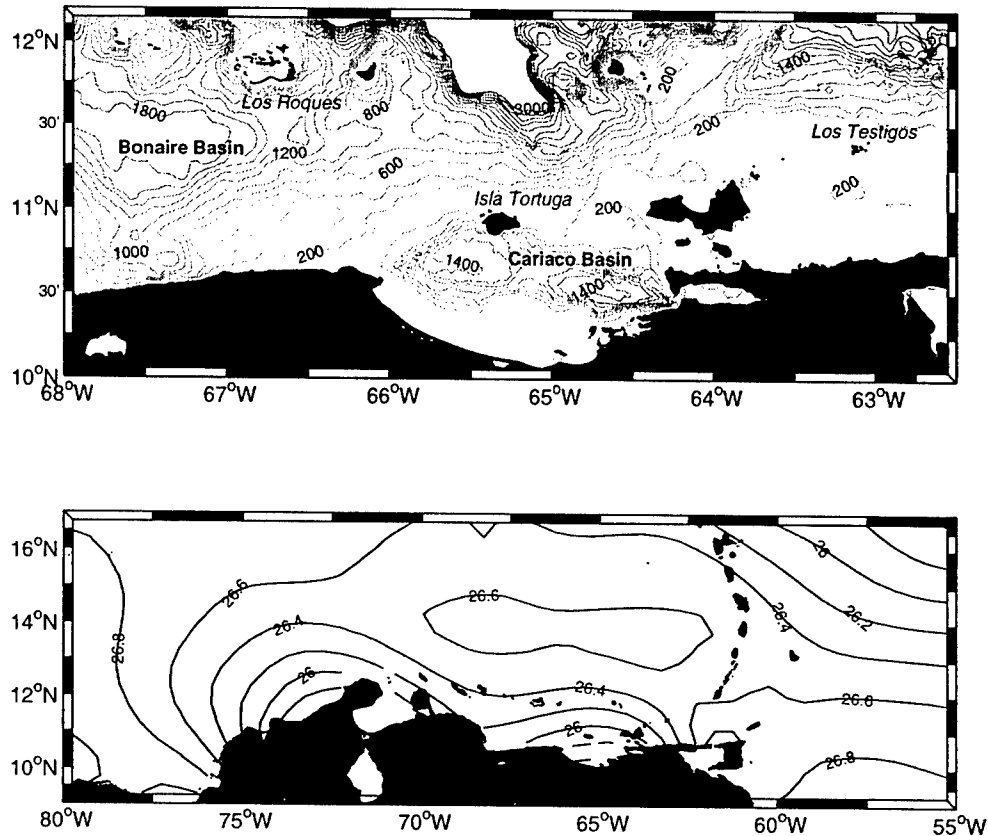 12°N
1400
Los Roques
200
1800
800
3000
30'
200
Los Testigos
Bonaire Basin
1200
600
200
Isla Tortuga
200
11°N
1000
200
1400
Cariaco Basin
30'
1400
10°N
68°W 67°W 66°W 65°W 64°W 63°W
16°N
26
26.6
26.6
26.2
26.4
14°N
26.4
26.8
26
26.4
12°N
26.6
26
26.8
10°N
80°W 75°W 70°W 65°W 60°W 55°W